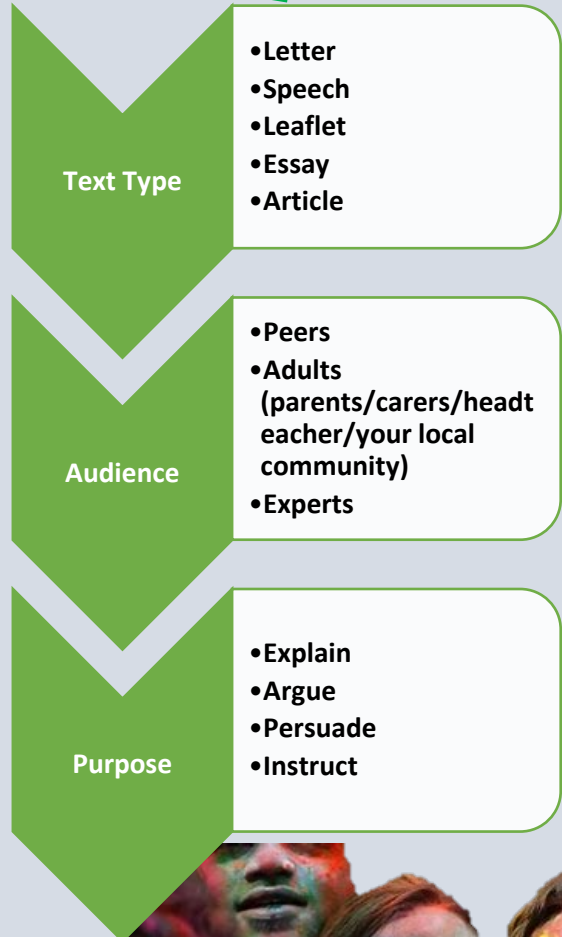 Text Type
•Letter
•Speech
•Leaflet
•Essay
•Article
Audience
•Peers
•Adults
(parents/carers/headt
eacher/your local
community)
•Experts
Purpose
•Explain
•Argue
•Persuade
•Instruct